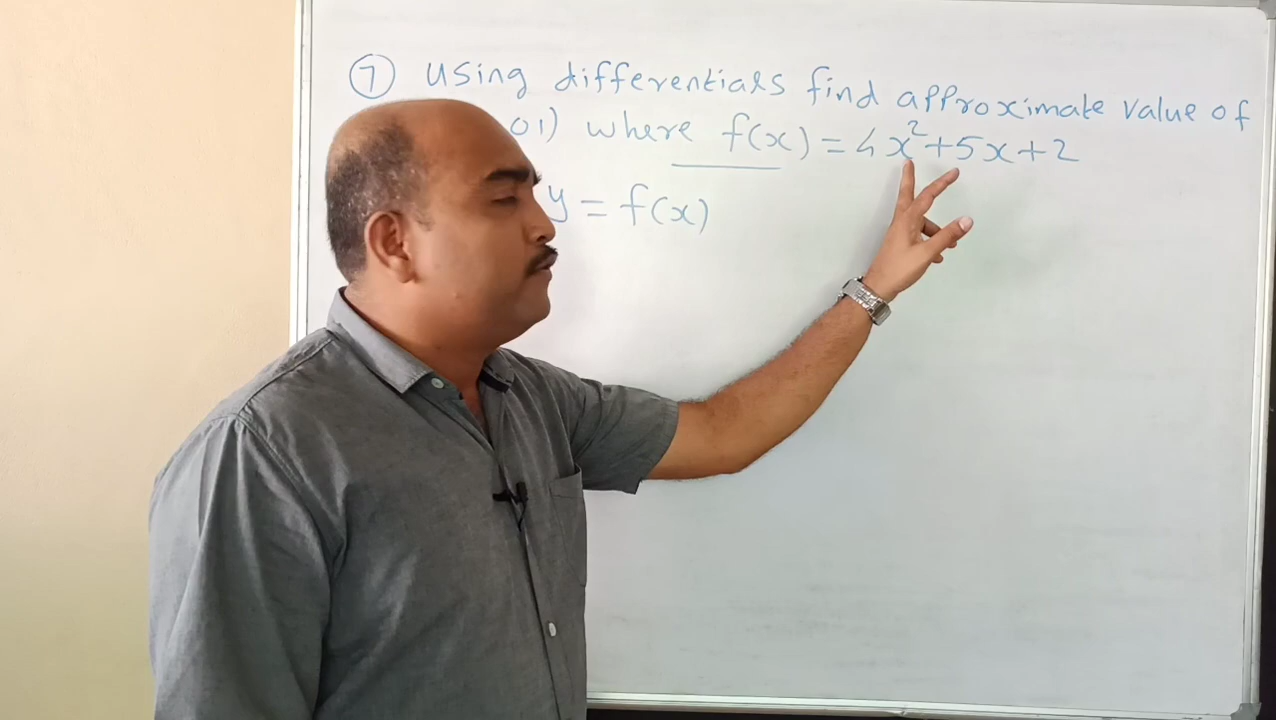 ⑦ Using differentials find approximate value of
01) where f(x) = 4x²+5x+2
y = f(x)